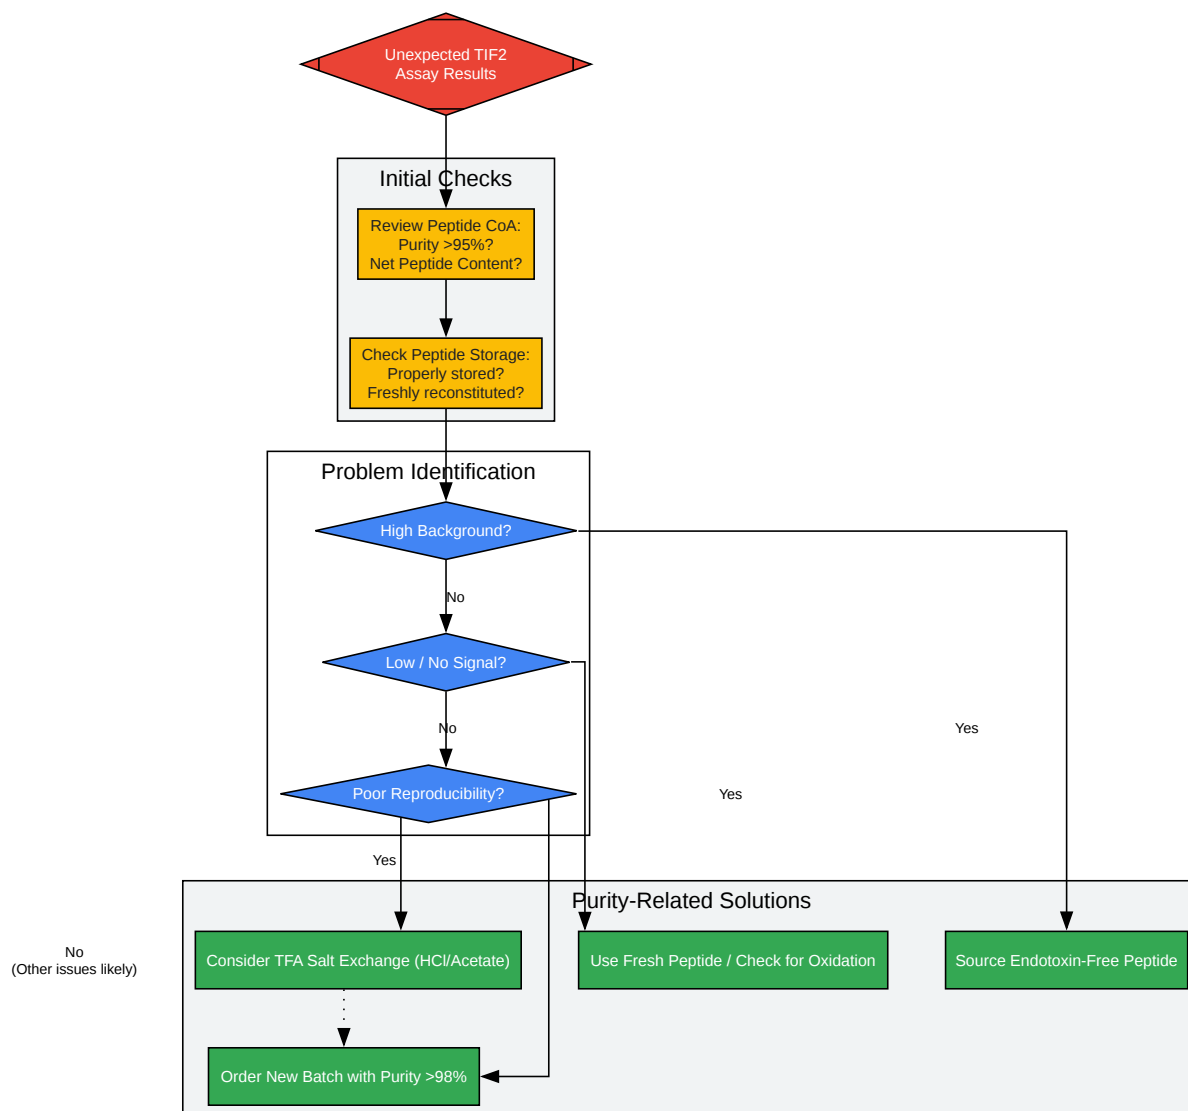 Unexpected TIF2
Assay Results
Initial Checks
Review Peptide CoA:
Purity >95%?
Net Peptide Content?
Check Peptide Storage:
Properly stored?
Freshly reconstituted?
Problem Identification
High Background?
No
Low / No Signal?
No
Yes
Poor Reproducibility?
Yes
Yes
Purity-Related Solutions
No
(Other issues likely)
Consider TFA Salt Exchange (HCl/Acetate)
Use Fresh Peptide / Check for Oxidation
Source Endotoxin-Free Peptide
Order New Batch with Purity >98%